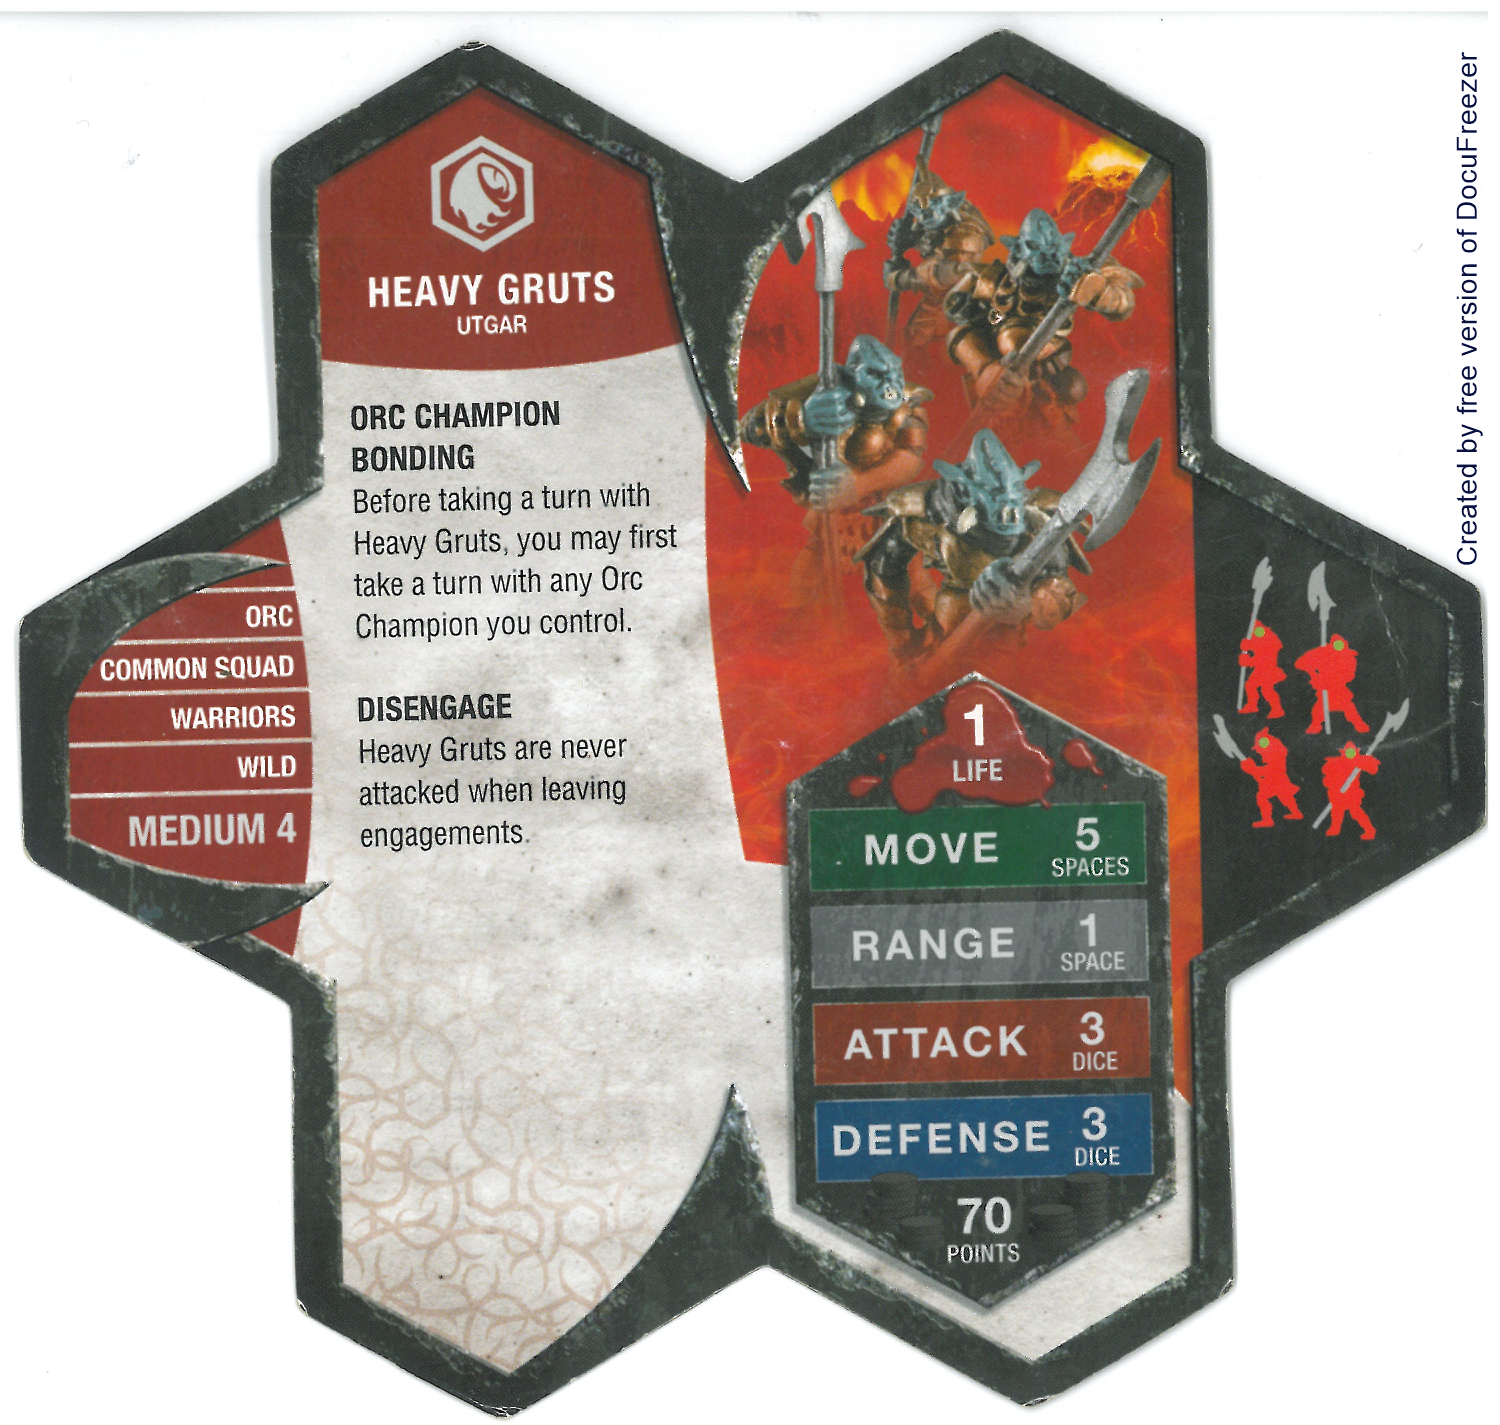 HEAVY GRUTS
UTGAR
ORC CHAMPION
BONDING
Before taking a turn with
Heavy Gruts, you may first
take a turn with any Orc
Champion you control.
DISENGAGE
Heavy Gruts are never
attacked when leaving
engagements.
ORC
COMMON SQUAD
WARRIORS
WILD
MEDIUM 4
1
LIFE
MOVE 5
SPACES
RANGE 1
SPACE
ATTACK 3
DICE
DEFENSE 3
DICE
70
POINTS
Created by free version of DocuFreezer